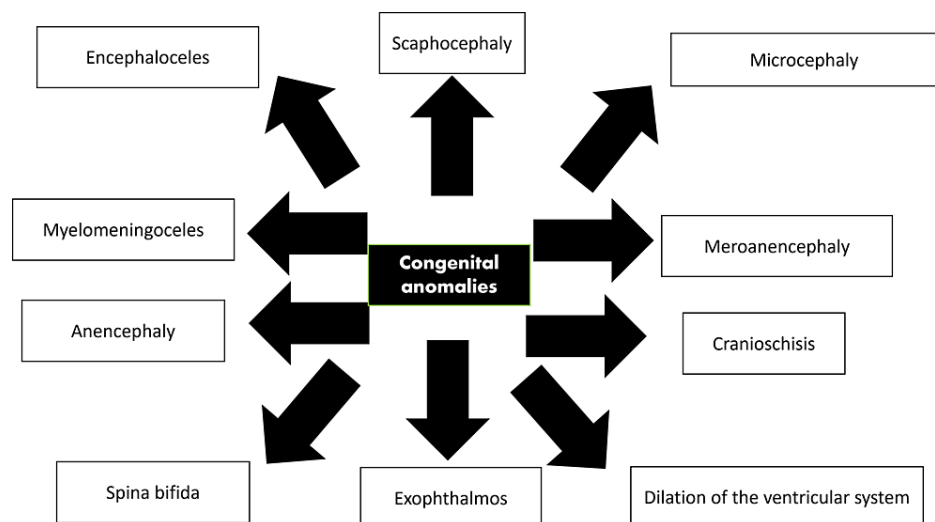 Scaphocephaly
Encephaloceles
Microcephaly
Myelomeningoceles
Meroanencephaly
Congenital
anomalies
Anencephaly
Cranioschisis
Spina bifida
Exophthalmos
Dilation of the ventricular system